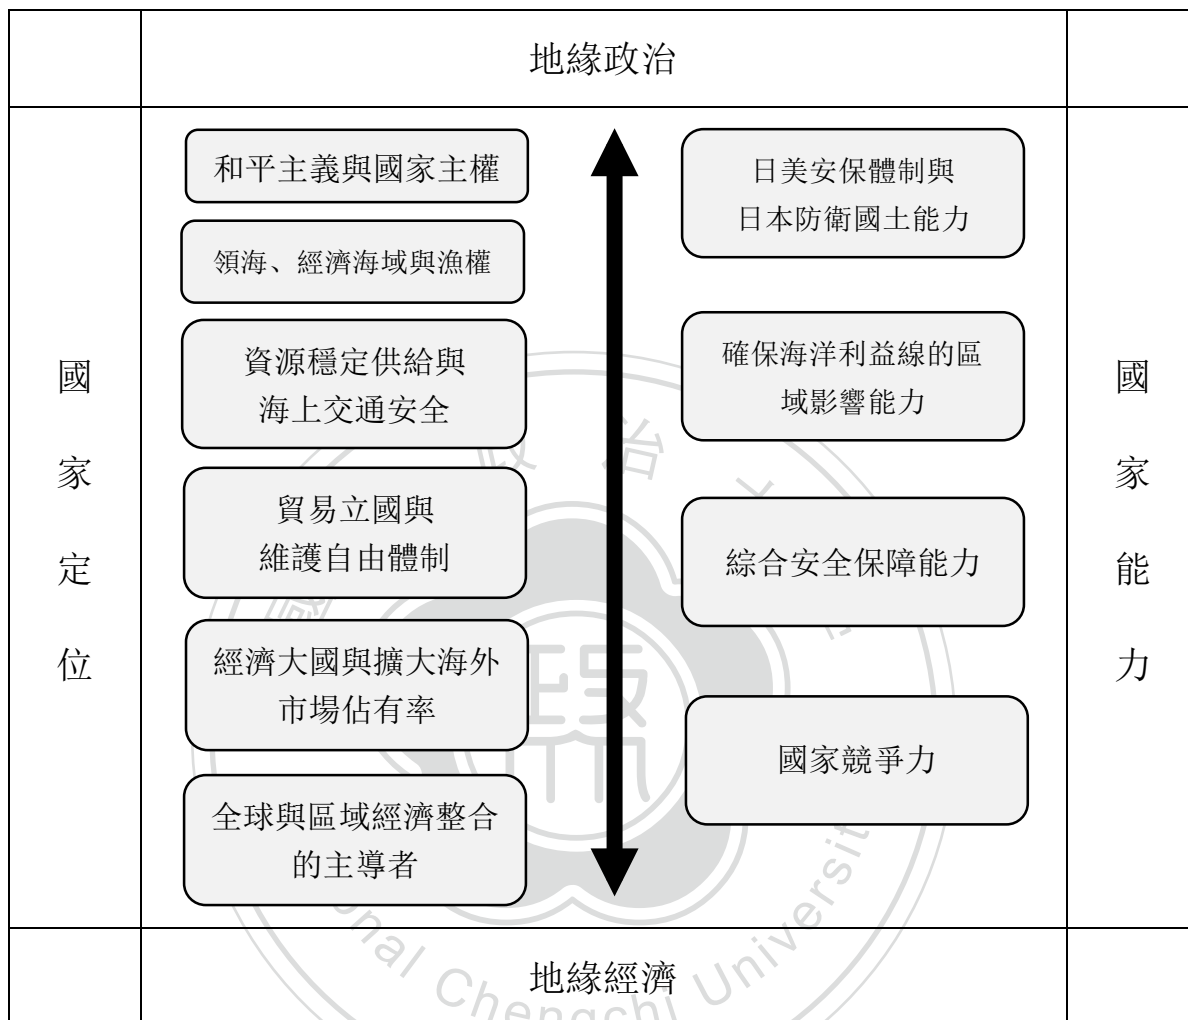 地緣政治
國
家
定
位
和平主義與國家主權
領海、經濟海域與漁權
資源穩定供給與
海上交通安全
貿易立國與
維護自由體制
經濟大國與擴大海外
市場佔有率
全球與區域經濟整合
的主導者
日美安保體制與
日本防衛國土能力
確保海洋利益線的區
域影響能力
綜合安全保障能力
國家競爭力
國
家
能
力
地緣經濟
政 治
Chengchi Universit